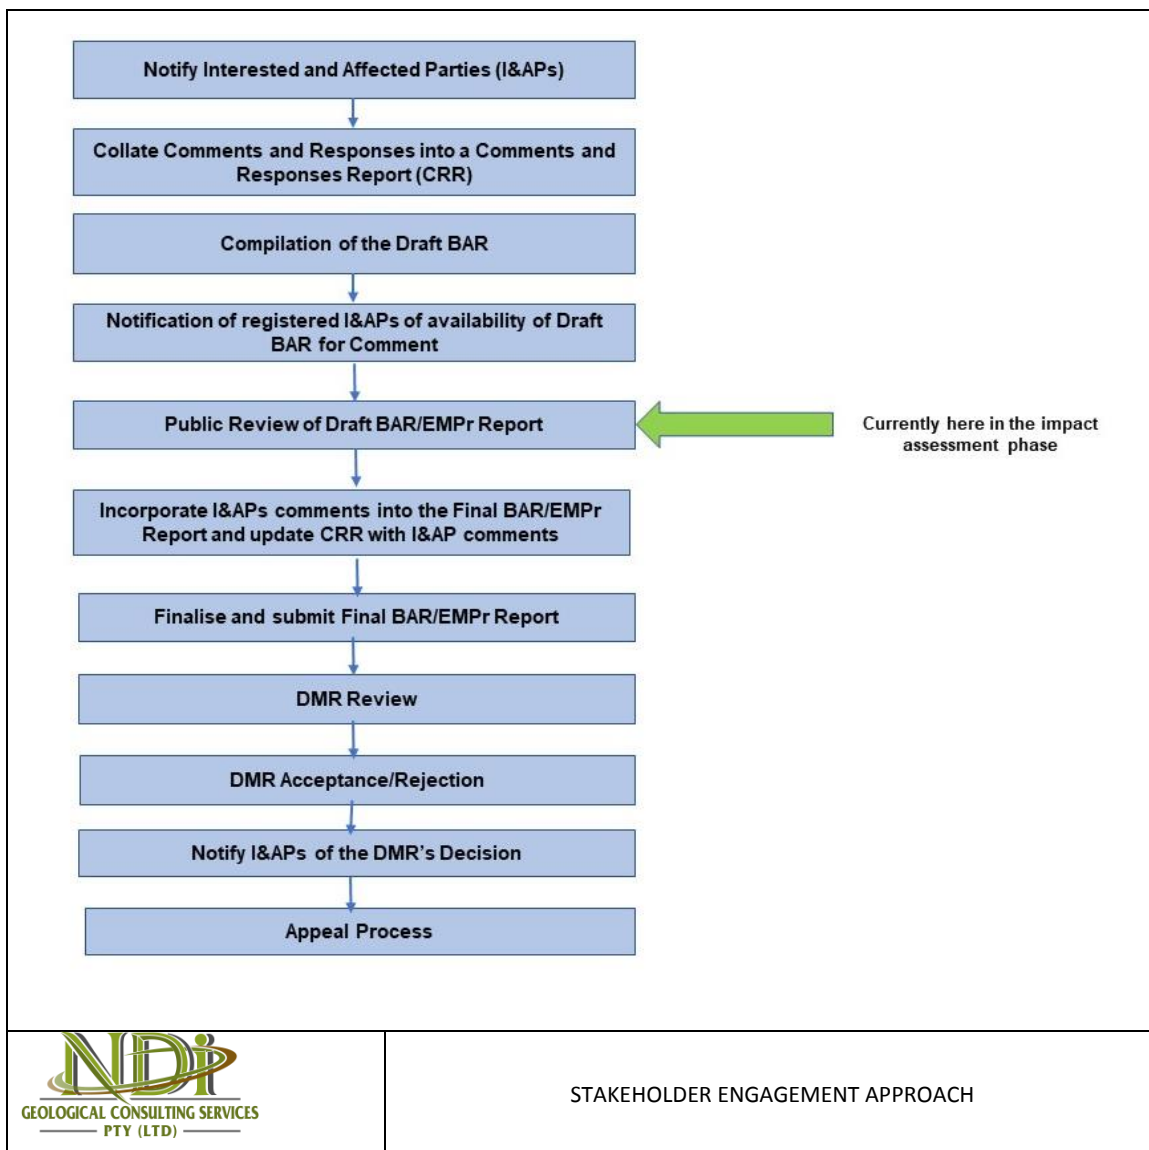 Notify Interested and Affected Parties (I&APs)
Collate Comments and Responses into a Comments and
Responses Report (CRR)
Compilation of the Draft BAR
Notification of registered I&APs of availability of Draft
BAR for Comment
Public Review of Draft BAR/EMPr Report
Currently here in the impact
assessment phase
Incorporate I&APs comments into the Final BAR/EMPr
Report and update CRR with I&AP comments
Finalise and submit Final BAR/EMPr Report
DMR Review
DMR Acceptance/Rejection
Notify I&APs of the DMR's Decision
Appeal Process
NDi
GEOLOGICAL CONSULTING SERVICES
PTY (LTD)
STAKEHOLDER ENGAGEMENT APPROACH